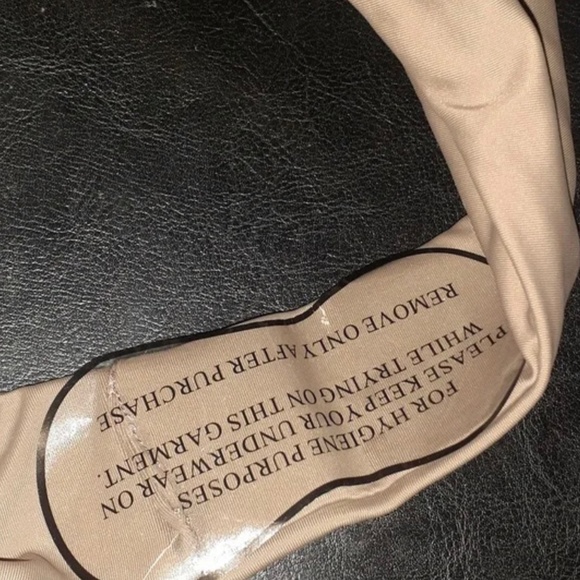 FOR HYGIENE PURPOSES
PLEASE KEEP YOUR UNDERWEAR ON
WHILE TRYING ON THIS GARMENT.
REMOVE ONLY AFTER PURCHASE